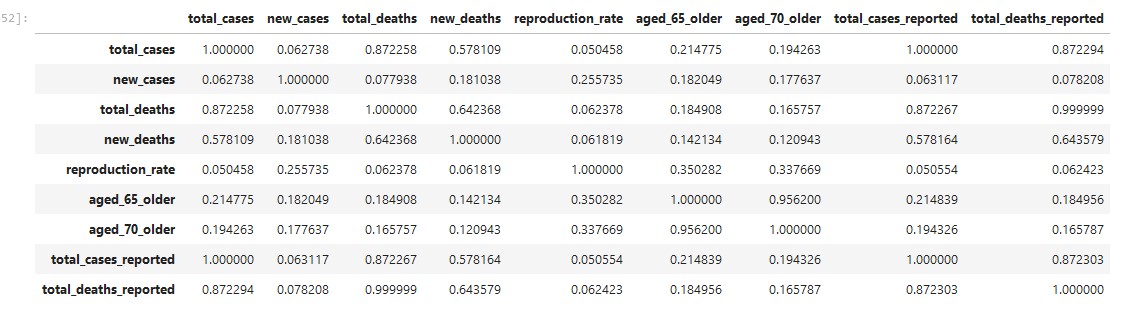 52]:
total_cases new_cases total_deaths new_deaths reproduction_rate aged_65_older aged_70_older total_cases_reported total_deaths_reported
total_cases 1.000000 0.062738 0.872258 0.578109 0.050458 0.214775 0.194263 1.000000 0.872294
new_cases 0.062738 1.000000 0.077938 0.181038 0.255735 0.182049 0.177637 0.063117 0.078208
total_deaths 0.872258 0.077938 1.000000 0.642368 0.062378 0.184908 0.165757 0.872267 0.999999
new_deaths 0.578109 0.181038 0.642368 1.000000 0.061819 0.142134 0.120943 0.578164 0.643579
reproduction_rate 0.050458 0.255735 0.062378 0.061819 1.000000 0.350282 0.337669 0.050554 0.062423
aged_65_older 0.214775 0.182049 0.184908 0.142134 0.350282 1.000000 0.956200 0.214839 0.184956
aged_70_older 0.194263 0.177637 0.165757 0.120943 0.337669 0.956200 1.000000 0.194326 0.165787
total_cases_reported 1.000000 0.063117 0.872267 0.578164 0.050554 0.214839 0.194326 1.000000 0.872303
total_deaths_reported 0.872294 0.078208 0.999999 0.643579 0.062423 0.184956 0.165787 0.872303 1.000000